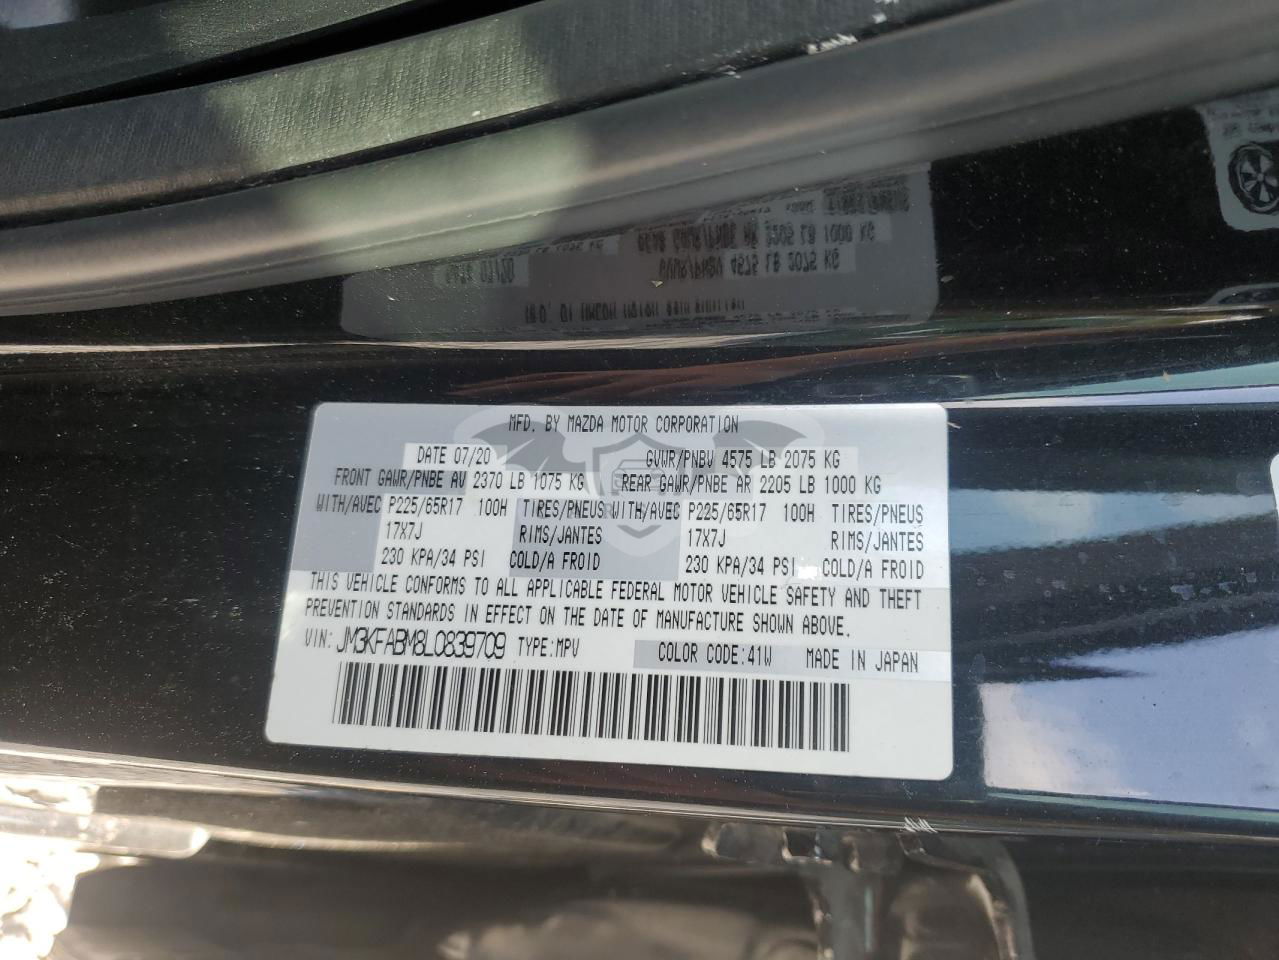 MFD. BY MAZDA MOTOR CORPORATION
DATE 07/20 GVWR/PNBV 4575 LB 2075 KG
FRONT GAWR/PNBE AV 2370 LB 1075 KG REAR GAWR/PNBE AR 2205 LB 1000 KG
WITH/AVEC P225/65R17 100H TIRES/PNEUS WITH/AVEC P225/65R17 100H TIRES/PNEUS
17X7J RIMS/JANTES 17X7J RIMS/JANTES
230 KPA/34 PSI COLD/A FROID 230 KPA/34 PSI COLD/A FROID
THIS VEHICLE CONFORMS TO ALL APPLICABLE FEDERAL MOTOR VEHICLE SAFETY AND THEFT
PREVENTION STANDARDS IN EFFECT ON THE DATE OF MANUFACTURE SHOWN ABOVE.
VIN: JM3KFABM8L0839709 TYPE:MPV COLOR CODE:41W MADE IN JAPAN